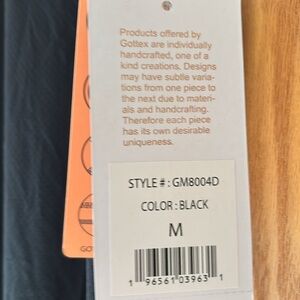 Products offered by
Gottex are individually
handcrafted, one of a
kind creations. Designs
may have subtle varia-
tions from one piece to
the next due to materi-
als and handcrafting.
Therefore each piece
has its own desirable
uniqueness.
STYLE # : GM8004D
COLOR : BLACK
M
1 96561 03963 1
GO